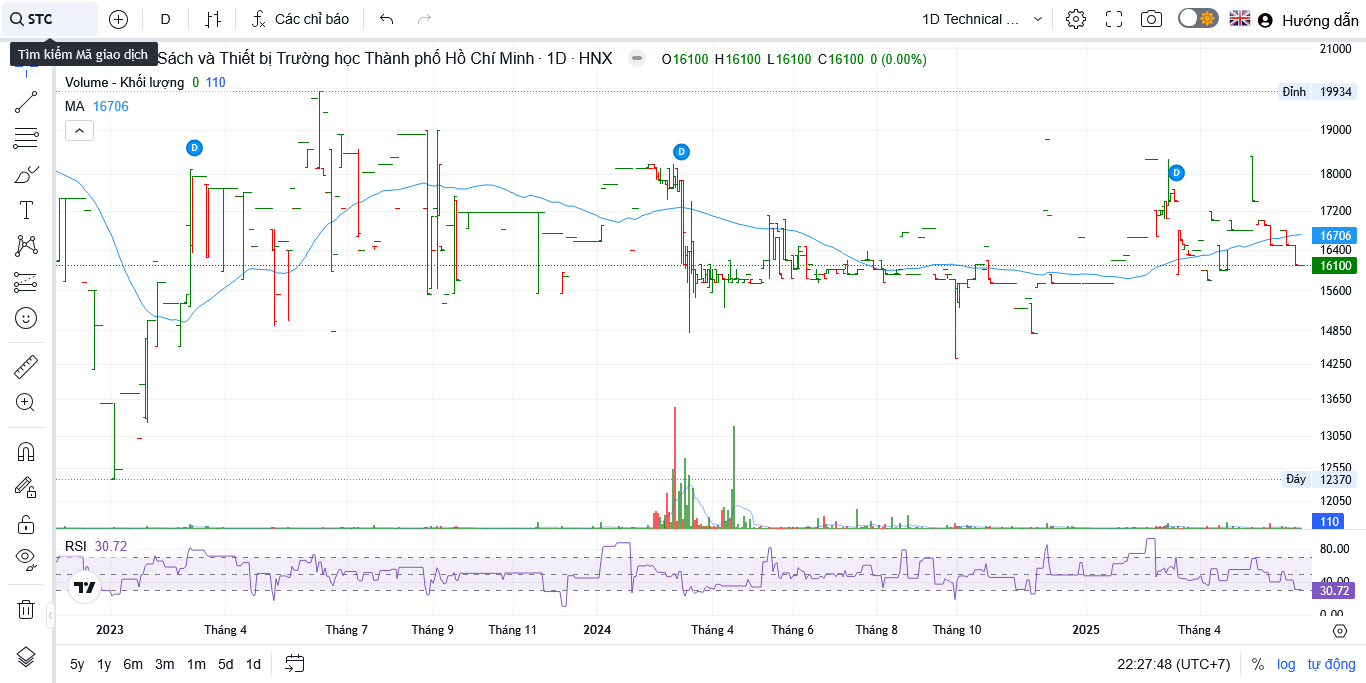 STC
D
Các chỉ báo
1D Technical ...
Hướng dẫn
Tìm kiếm Mã giao dịch
Sách và Thiết bị Trường học Thành phố Hồ Chí Minh · 1D · HNX
O16100 H16100 L16100 C16100 0 (0.00%)
Volume - Khối lượng 0 110
MA 16706
D
D
D
21000
Đỉnh 19934
19000
18000
17200
16706
16400
16100
15600
14850
14250
13650
13050
12550
Đáy 12370
12050
110
RSI 30.72
80.00
40.00
30.72
0.00
2023 Tháng 4 Tháng 7 Tháng 9 Tháng 11 2024 Tháng 4 Tháng 6 Tháng 8 Tháng 10 2025 Tháng 4
5y 1y 6m 3m 1m 5d 1d
22:27:48 (UTC+7) % log tự động